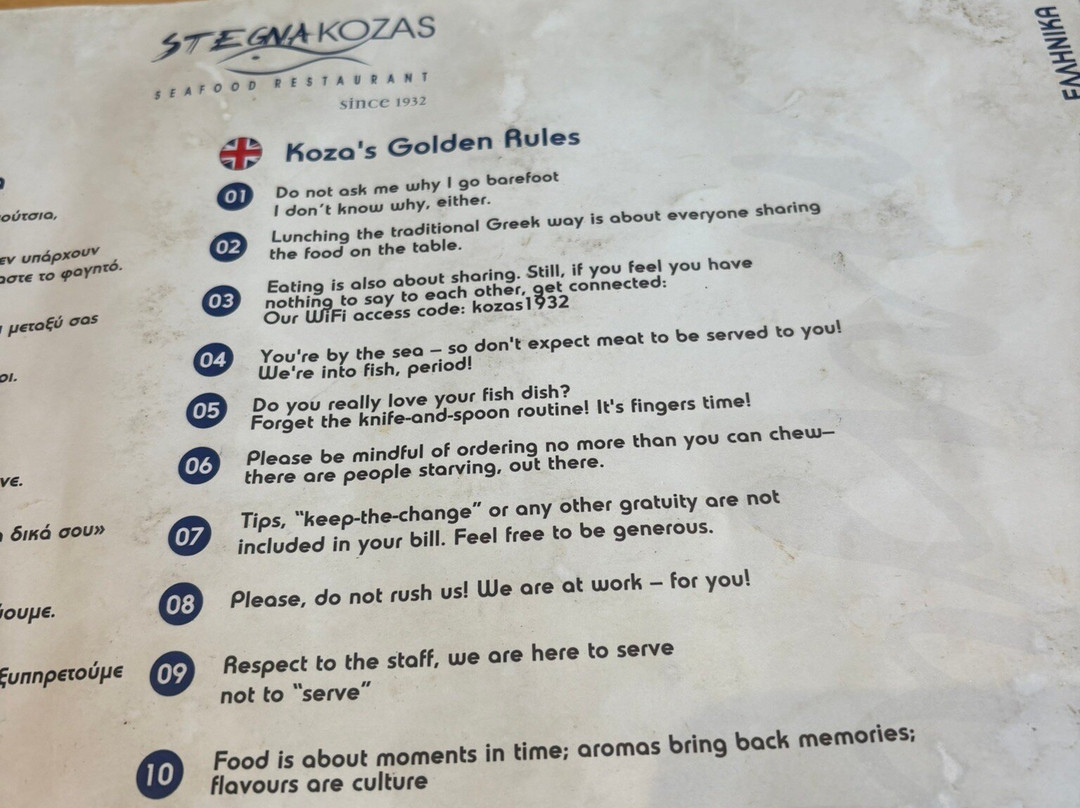 STEGNA KOZAS
SEAFOOD RESTAURANT
since 1932
ΕΛΛΗΝΙΚΑ
ούτσια,
εν υπάρχουν
αστε το φαγητό.
μεταξύ σας
οι.
νε.
δικά σου»
ουμε.
ξυπηρετούμε
Koza's Golden Rules
01 Do not ask me why I go barefoot
I don't know why, either.
02 Lunching the traditional Greek way is about everyone sharing
the food on the table.
03 Eating is also about sharing. Still, if you feel you have
nothing to say to each other, get connected:
Our WiFi access code: kozas1932
04 You're by the sea – so don't expect meat to be served to you!
We're into fish, period!
05 Do you really love your fish dish?
Forget the knife-and-spoon routine! It's fingers time!
06 Please be mindful of ordering no more than you can chew–
there are people starving, out there.
07 Tips, “keep-the-change” or any other gratuity are not
included in your bill. Feel free to be generous.
08 Please, do not rush us! We are at work – for you!
09 Respect to the staff, we are here to serve
not to “serve”
10 Food is about moments in time; aromas bring back memories;
flavours are culture